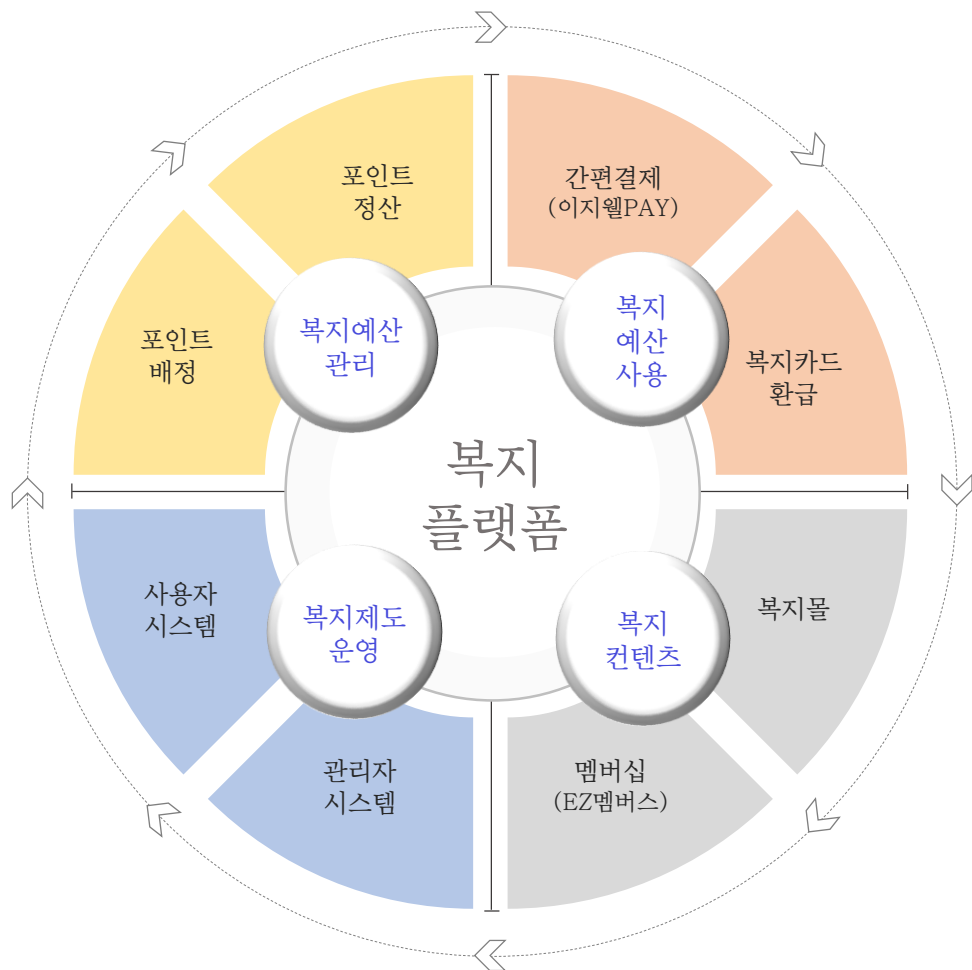 포인트
정산
간편결제
(이지웰PAY)
포인트
배정
복지예산
관리
복지
예산
사용
복지카드
환급
복지
플랫폼
사용자
시스템
복지제도
운영
복지
컨텐츠
복지몰
관리자
시스템
멤버십
(EZ멤버스)